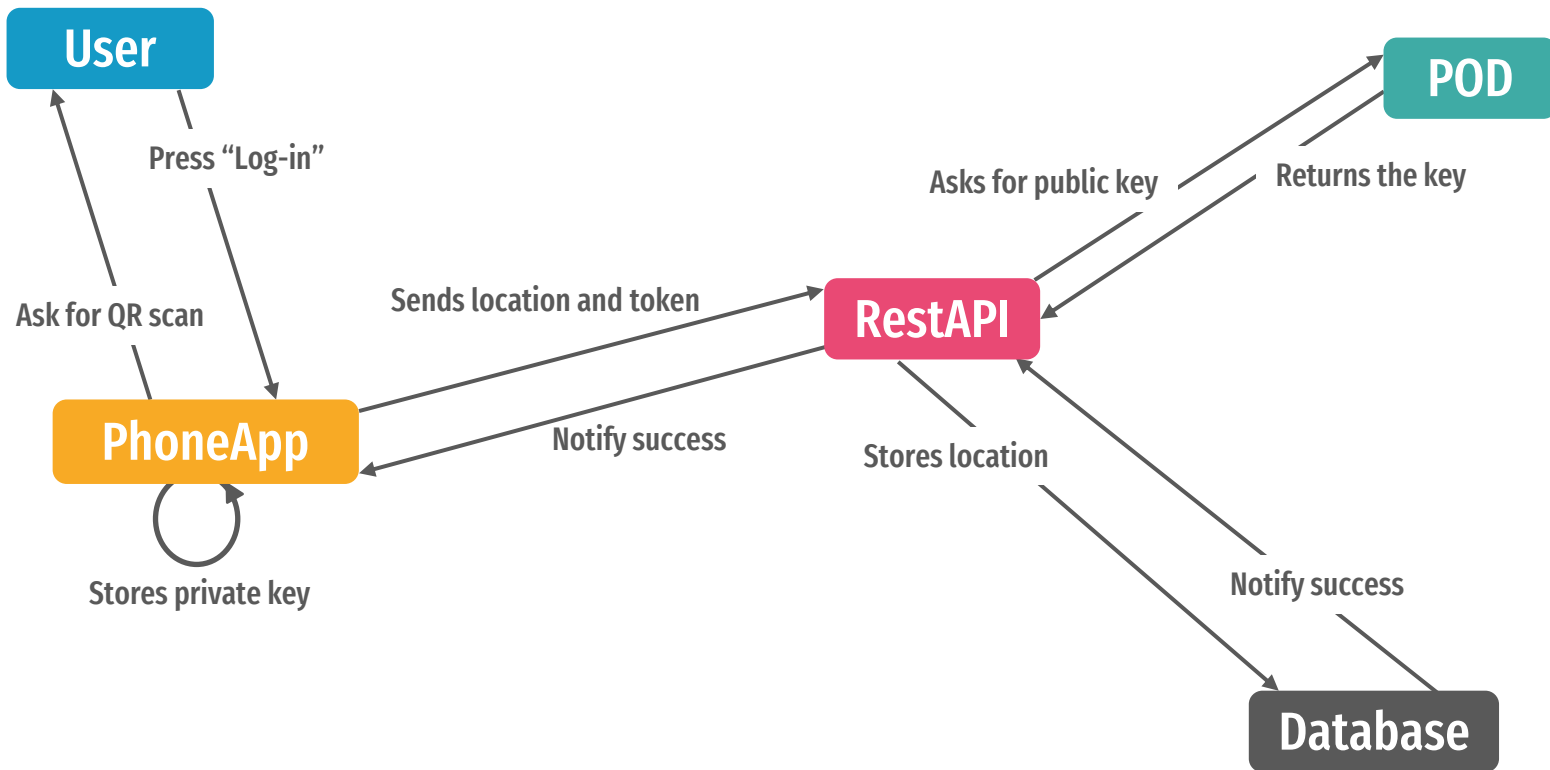 User
POD
Press “Log-in”
Asks for public key
Returns the key
Ask for QR scan
Sends location and token
RestAPI
PhoneApp
Notify success
Stores location
Stores private key
Notify success
Database